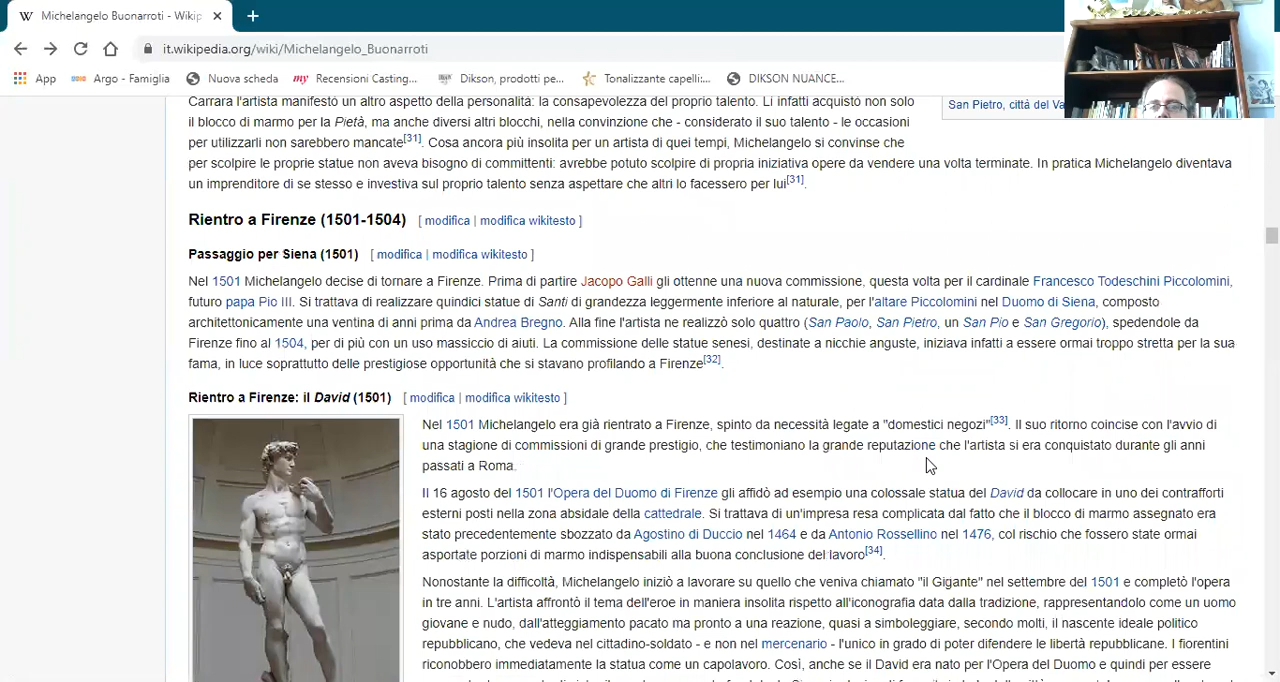 Michelangelo Buonarroti - Wikip
it.wikipedia.org/wiki/Michelangelo_Buonarroti
App Argo - Famiglia Nuova scheda my Recensioni Casting... Dikson, prodotti pe... Tonalizzante capelli:... DIKSON NUANCE...
Carrara l'artista manifestò un altro aspetto della personalità: la consapevolezza del proprio talento. Lì infatti acquistò non solo
San Pietro, città del Va
il blocco di marmo per la Pietà, ma anche diversi altri blocchi, nella convinzione che - considerato il suo talento - le occasioni
per utilizzarli non sarebbero mancate[31]. Cosa ancora più insolita per un artista di quei tempi, Michelangelo si convinse che
per scolpire le proprie statue non aveva bisogno di committenti: avrebbe potuto scolpire di propria iniziativa opere da vendere una volta terminate. In pratica Michelangelo diventava
un imprenditore di se stesso e investiva sul proprio talento senza aspettare che altri lo facessero per lui[31].
Rientro a Firenze (1501-1504) [ modifica | modifica wikitesto ]
Passaggio per Siena (1501) [ modifica | modifica wikitesto ]
Nel 1501 Michelangelo decise di tornare a Firenze. Prima di partire Jacopo Galli gli ottenne una nuova commissione, questa volta per il cardinale Francesco Todeschini Piccolomini,
futuro papa Pio III. Si trattava di realizzare quindici statue di Santi di grandezza leggermente inferiore al naturale, per l'altare Piccolomini nel Duomo di Siena, composto
architettonicamente una ventina di anni prima da Andrea Bregno. Alla fine l'artista ne realizzò solo quattro (San Paolo, San Pietro, un San Pio e San Gregorio), spedendole da
Firenze fino al 1504, per di più con un uso massiccio di aiuti. La commissione delle statue senesi, destinate a nicchie anguste, iniziava infatti a essere ormai troppo stretta per la sua
fama, in luce soprattutto delle prestigiose opportunità che si stavano profilando a Firenze[32].
Rientro a Firenze: il David (1501) [ modifica | modifica wikitesto ]
Nel 1501 Michelangelo era già rientrato a Firenze, spinto da necessità legate a "domestici negozi"[33]. Il suo ritorno coincise con l'avvio di
una stagione di commissioni di grande prestigio, che testimoniano la grande reputazione che l'artista si era conquistato durante gli anni
passati a Roma.
Il 16 agosto del 1501 l'Opera del Duomo di Firenze gli affidò ad esempio una colossale statua del David da collocare in uno dei contrafforti
esterni posti nella zona absidale della cattedrale. Si trattava di un'impresa resa complicata dal fatto che il blocco di marmo assegnato era
stato precedentemente sbozzato da Agostino di Duccio nel 1464 e da Antonio Rossellino nel 1476, col rischio che fossero state ormai
asportate porzioni di marmo indispensabili alla buona conclusione del lavoro[34].
Nonostante la difficoltà, Michelangelo iniziò a lavorare su quello che veniva chiamato "il Gigante" nel settembre del 1501 e completò l'opera
in tre anni. L'artista affrontò il tema dell'eroe in maniera insolita rispetto all'iconografia data dalla tradizione, rappresentandolo come un uomo
giovane e nudo, dall'atteggiamento pacato ma pronto a una reazione, quasi a simboleggiare, secondo molti, il nascente ideale politico
repubblicano, che vedeva nel cittadino-soldato - e non nel mercenario - l'unico in grado di poter difendere le libertà repubblicane. I fiorentini
riconobbero immediatamente la statua come un capolavoro. Così, anche se il David era nato per l'Opera del Duomo e quindi per essere